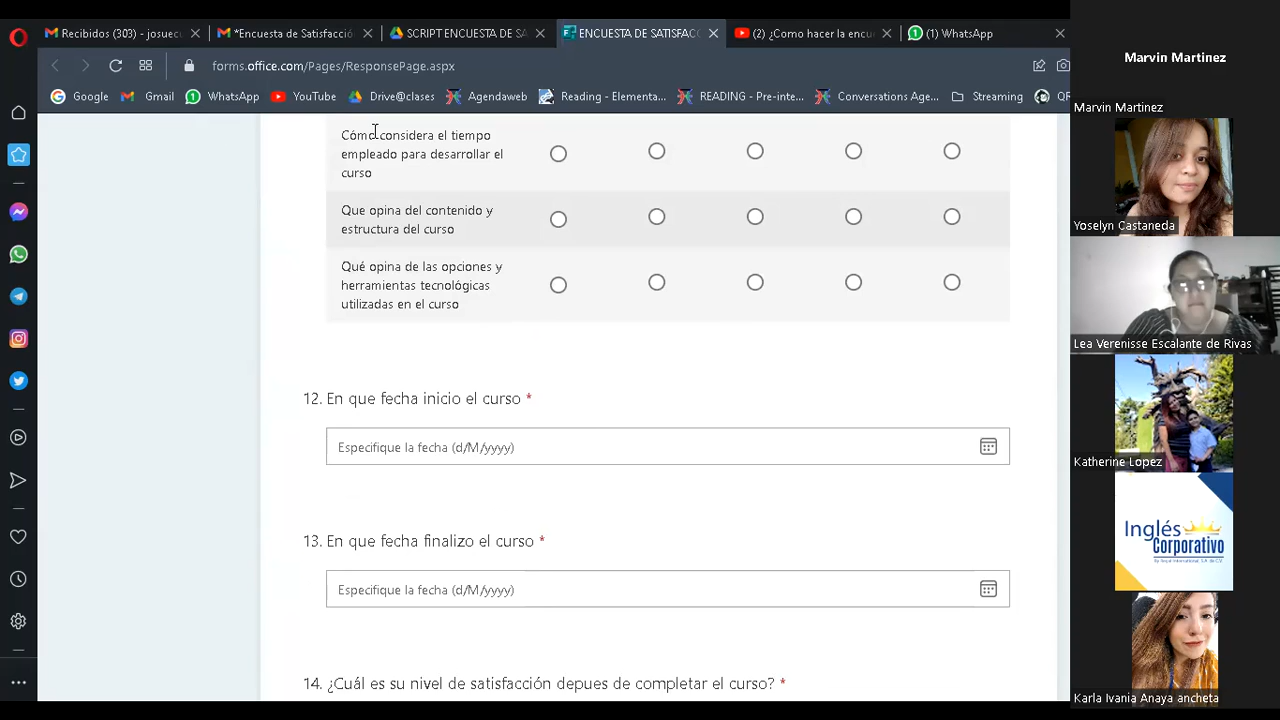 Recibidos (303) - josuec
*Encuesta de Satisfacció
SCRIPT ENCUESTA DE SA
ENCUESTA DE SATISFAC
(2) ¿Como hacer la encu
(1) WhatsApp
forms.office.com/Pages/ResponsePage.aspx
Google
Gmail
WhatsApp
YouTube
Drive@clases
Agendaweb
Reading - Elementa...
READING - Pre-inte...
Conversations Age...
Streaming
QR
Cómo considera el tiempo
empleado para desarrollar el
curso
Que opina del contenido y
estructura del curso
Qué opina de las opciones y
herramientas tecnológicas
utilizadas en el curso
12. En que fecha inicio el curso *
Especifique la fecha (d/M/yyyy)
13. En que fecha finalizo el curso *
Especifique la fecha (d/M/yyyy)
14. ¿Cuál es su nivel de satisfacción depues de completar el curso? *
Marvin Martinez
Marvin Martinez
Yoselyn Castaneda
Lea Verenisse Escalante de Rivas
Katherine Lopez
Inglés
Corporativo
Karla Ivania Anaya ancheta